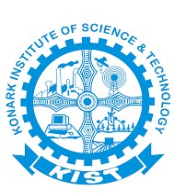 KONARK INSTITUTE OF SCIENCE & TECHNOLOGY
KIST